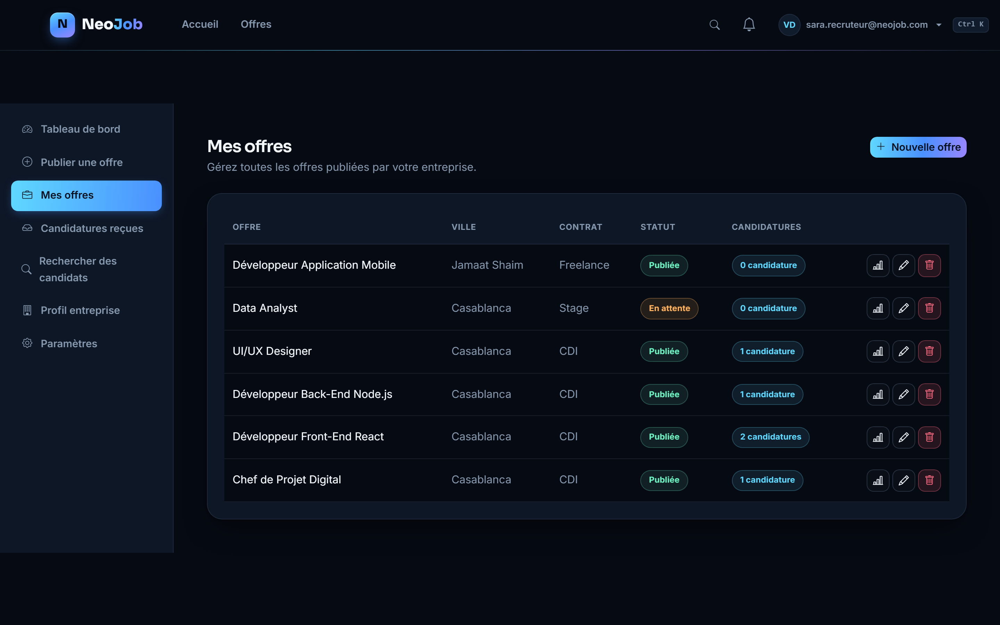 N NeoJob Accueil Offres VD sara.recruteur@neojob.com Ctrl K
Tableau de bord
Publier une offre
Mes offres
Candidatures reçues
Rechercher des
candidats
Profil entreprise
Paramètres
Mes offres
Nouvelle offre
Gérez toutes les offres publiées par votre entreprise.
OFFRE VILLE CONTRAT STATUT CANDIDATURES
Développeur Application Mobile Jamaat Shaim Freelance Publiée 0 candidature
Data Analyst Casablanca Stage En attente 0 candidature
UI/UX Designer Casablanca CDI Publiée 1 candidature
Développeur Back-End Node.js Casablanca CDI Publiée 1 candidature
Développeur Front-End React Casablanca CDI Publiée 2 candidatures
Chef de Projet Digital Casablanca CDI Publiée 1 candidature